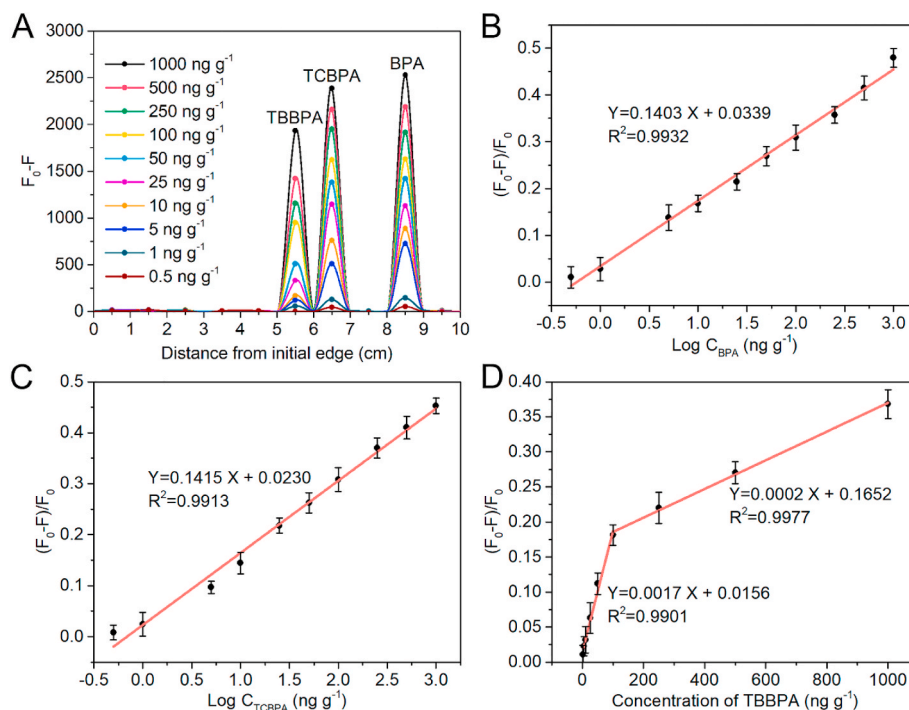 A
3000
2500
2000
1500
1000
500
0
F₀-F
1000 ng g⁻¹
500 ng g⁻¹
250 ng g⁻¹
100 ng g⁻¹
50 ng g⁻¹
25 ng g⁻¹
10 ng g⁻¹
5 ng g⁻¹
1 ng g⁻¹
0.5 ng g⁻¹
TBBPA
TCBPA
BPA
0 1 2 3 4 5 6 7 8 9 10
Distance from initial edge (cm)
B
0.5
0.4
0.3
0.2
0.1
0.0
(F₀-F)/F₀
Y=0.1403 X + 0.0339
R²=0.9932
-0.5 0.0 0.5 1.0 1.5 2.0 2.5 3.0
Log C_BPA (ng g⁻¹)
C
0.5
0.4
0.3
0.2
0.1
0.0
(F₀-F)/F₀
Y=0.1415 X + 0.0230
R²=0.9913
-0.5 0.0 0.5 1.0 1.5 2.0 2.5 3.0
Log C_TCBPA (ng g⁻¹)
D
0.40
0.35
0.30
0.25
0.20
0.15
0.10
0.05
0.00
(F₀-F)/F₀
Y=0.0002 X + 0.1652
R²=0.9977
Y=0.0017 X + 0.0156
R²=0.9901
0 200 400 600 800 1000
Concentration of TBBPA (ng g⁻¹)